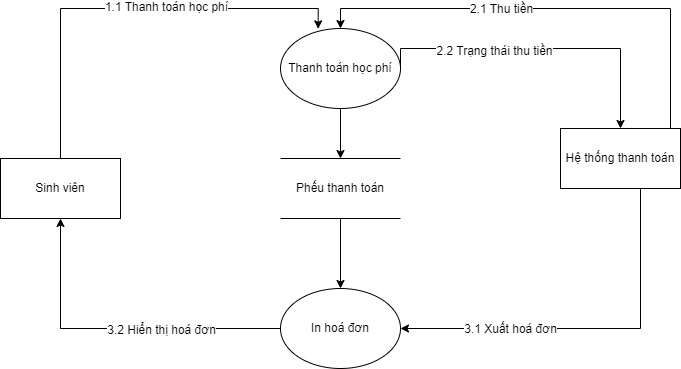 1.1 Thanh toán học phí
2.1 Thu tiền
Thanh toán học phí
2.2 Trạng thái thu tiền
Hệ thống thanh toán
Sinh viên
Phếu thanh toán
3.2 Hiển thị hoá đơn
In hoá đơn
3.1 Xuất hoá đơn